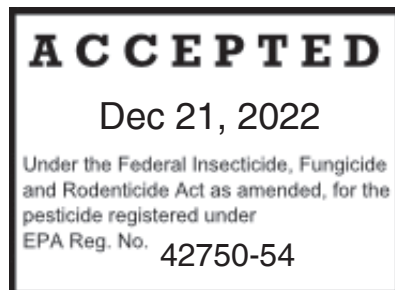 ACCEPTED
Dec 21, 2022
Under the Federal Insecticide, Fungicide
and Rodenticide Act as amended, for the
pesticide registered under
EPA Reg. No. 42750-54